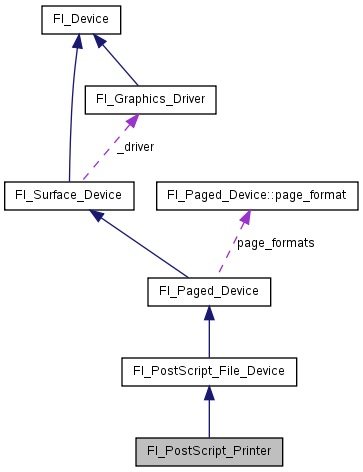 Fl_Device
Fl_Graphics_Driver
_driver
Fl_Surface_Device
Fl_Paged_Device::page_format
page_formats
Fl_Paged_Device
Fl_PostScript_File_Device
Fl_PostScript_Printer